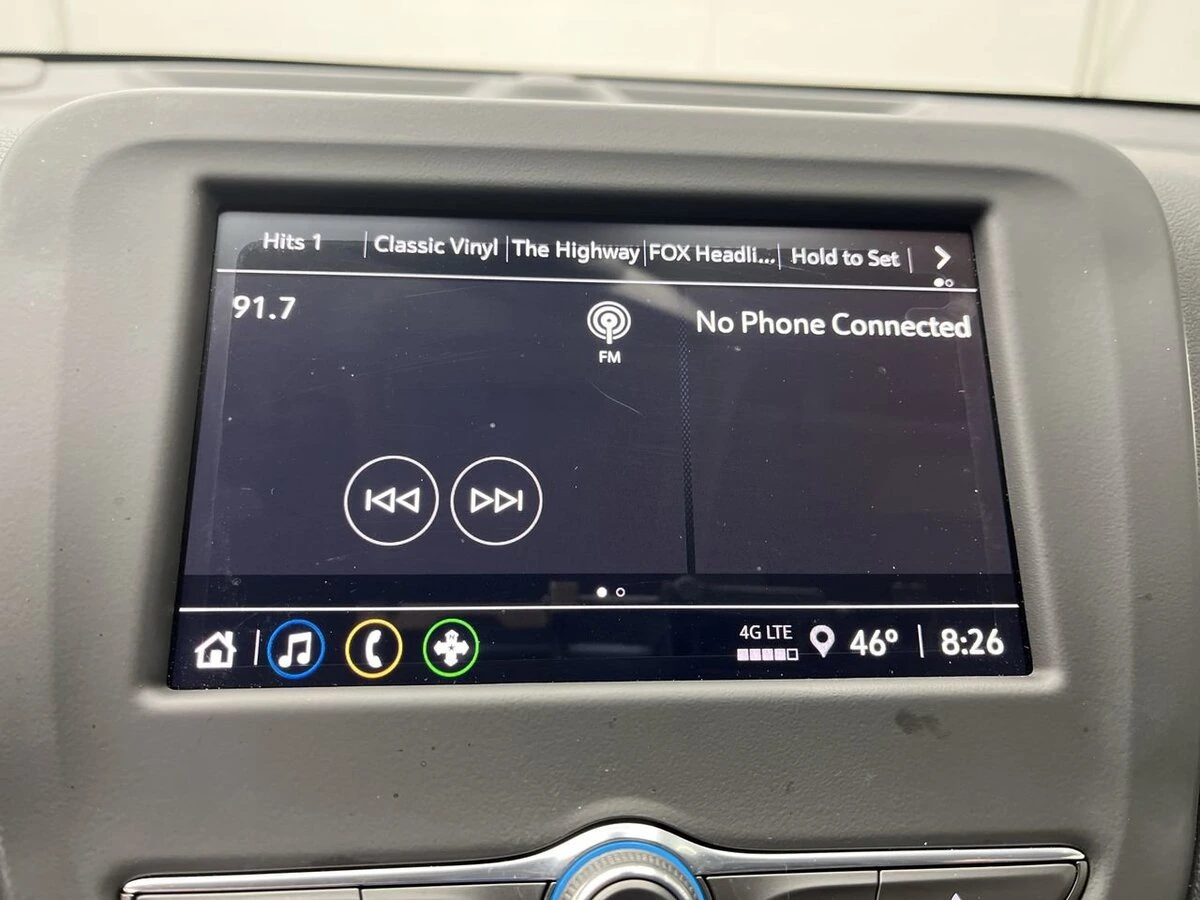 Hits 1 Classic Vinyl The Highway FOX Headli... Hold to Set
91.7
FM
No Phone Connected
4G LTE
46° 8:26